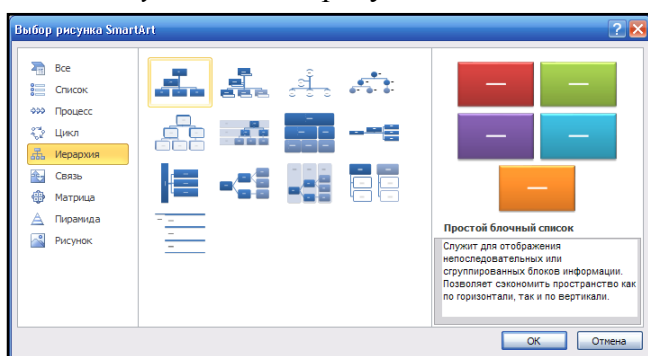 Выбор рисунка SmartArt
Все
Список
Процесс
Цикл
Иерархия
Связь
Матрица
Пирамида
Рисунок
Простой блочный список
Служит для отображения
непоследовательных или
сгруппированных блоков информации.
Позволяет сэкономить пространство как
по горизонтали, так и по вертикали.
OK
Отмена